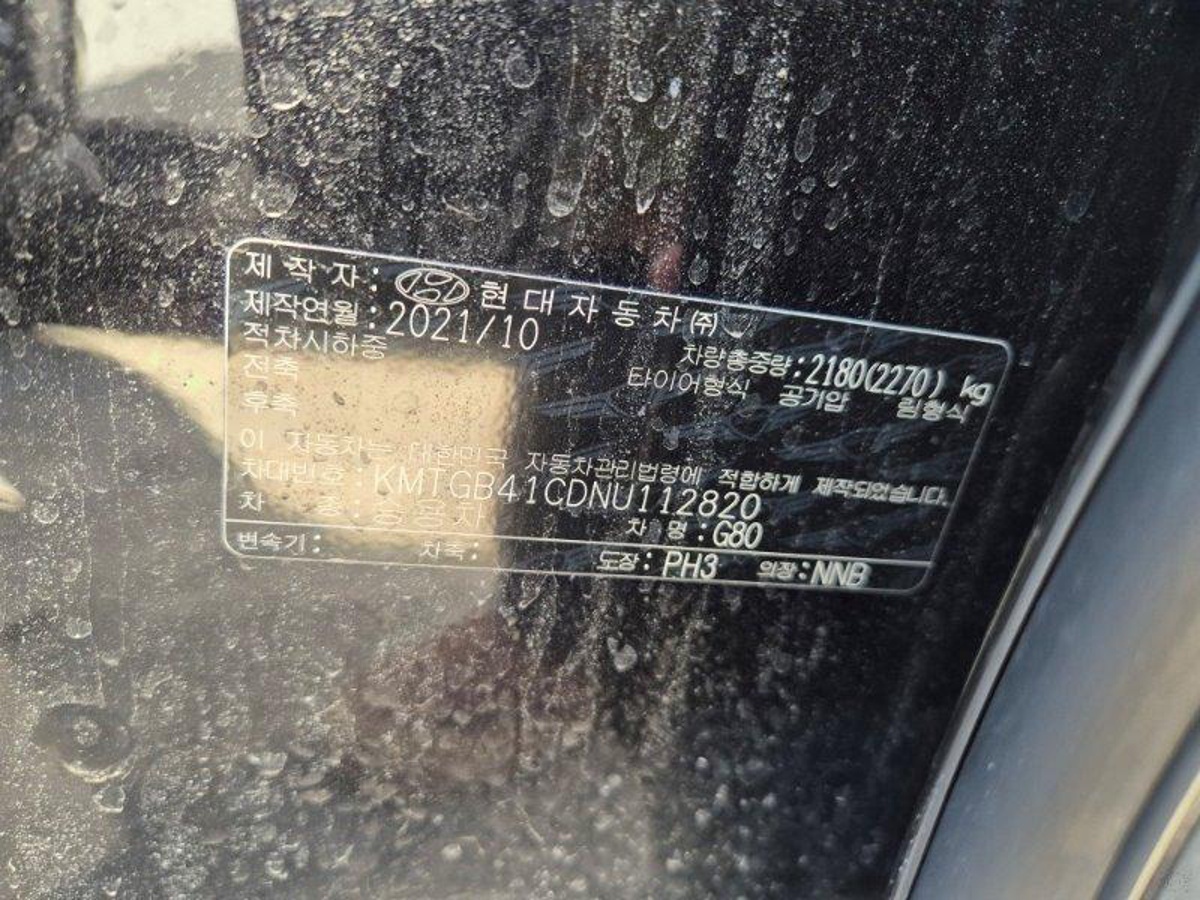 제작자 : 현대자동차㈜
제작연월 : 2021/10
적차시하중 차량총중량 : 2180(2270) kg
전축 타이어형식 공기압 림형식
후축
이 자동차는 대한민국 자동차관리법령에 적합하게 제작되었습니다.
차대번호 : KMTGB41CDNU112820
차 종 : 승용차 차 명 : G80
변속기 : 차축 : 도장 : PH3 의장 : NNB